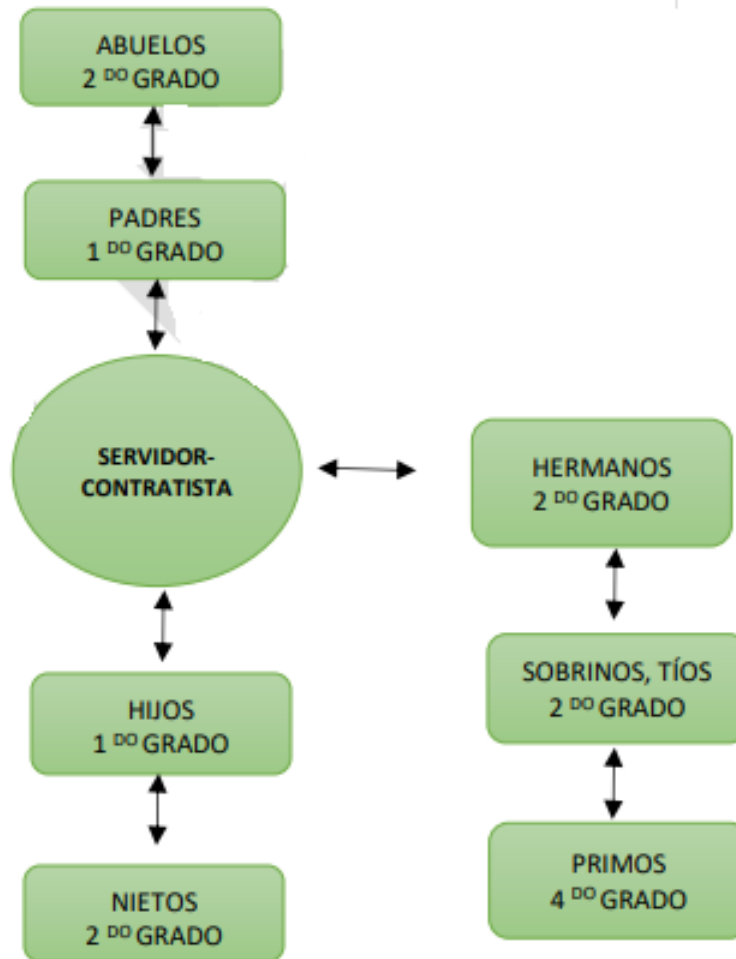 ABUELOS
2 DO GRADO
PADRES
1 DO GRADO
SERVIDOR-
CONTRATISTA
HERMANOS
2 DO GRADO
HIJOS
1 DO GRADO
SOBRINOS, TÍOS
2 DO GRADO
NIETOS
2 DO GRADO
PRIMOS
4 DO GRADO